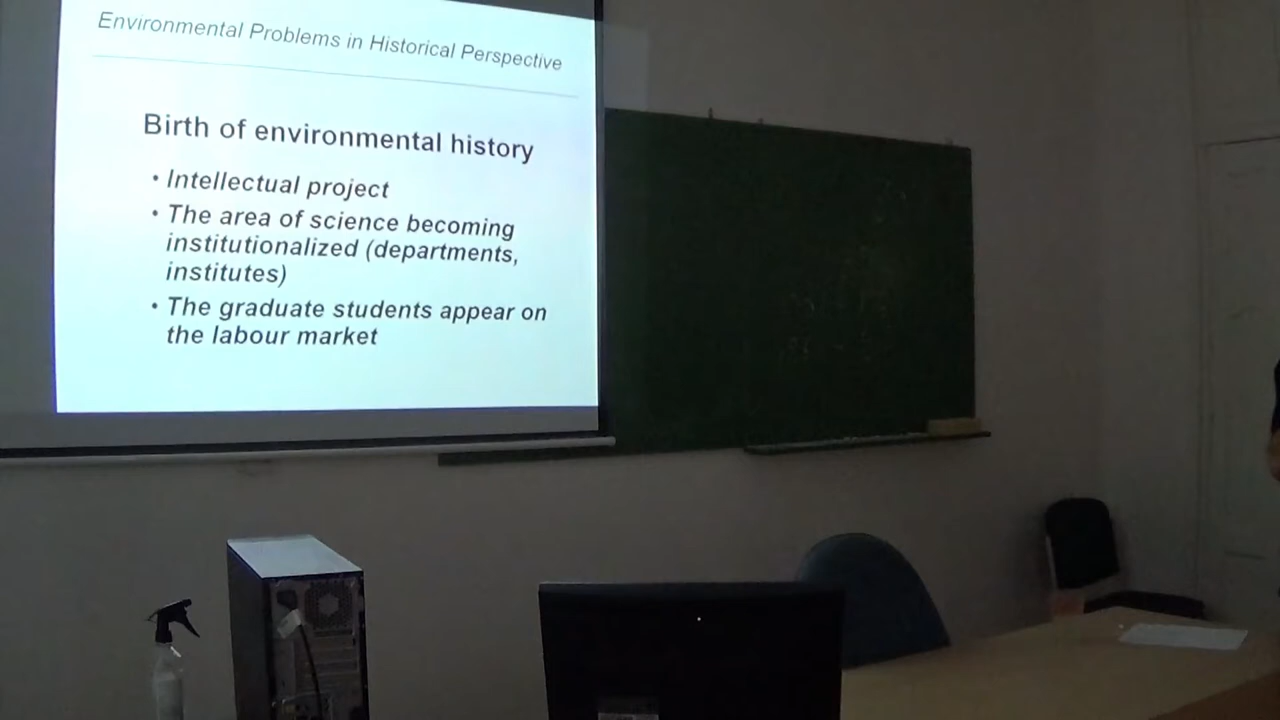 Environmental Problems in Historical Perspective
Birth of environmental history
• Intellectual project
• The area of science becoming
institutionalized (departments,
institutes)
• The graduate students appear on
the labour market